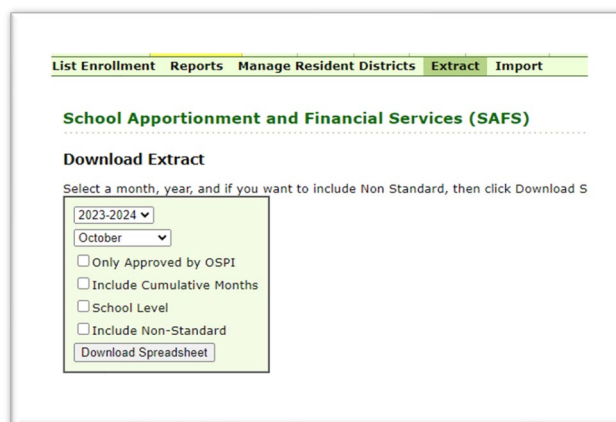 List Enrollment Reports Manage Resident Districts Extract Import
School Apportionment and Financial Services (SAFS)
Download Extract
Select a month, year, and if you want to include Non Standard, then click Download S
2023-2024
October
Only Approved by OSPI
Include Cumulative Months
School Level
Include Non-Standard
Download Spreadsheet